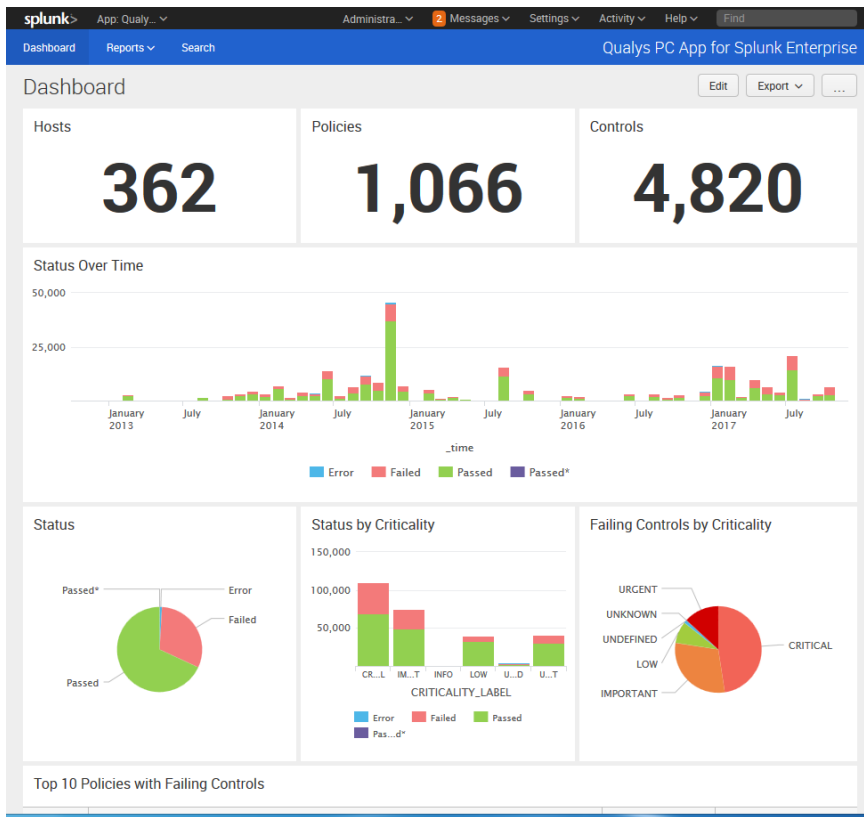 splunk> App: Qualy... Administra... 2 Messages Settings Activity Help Find
Dashboard Reports Search Qualys PC App for Splunk Enterprise
Dashboard Edit Export ...
Hosts Policies Controls
362 1,066 4,820
Status Over Time
50,000
25,000
January July January July January July January July January July
2013 2014 2015 2016 2017
_time
Error Failed Passed Passed*
Status Status by Criticality Failing Controls by Criticality
Passed* Error
Failed
Passed
150,000
100,000
50,000
CR...L IM...T INFO LOW U...D U...T
CRITICALITY_LABEL
Error Failed Passed
Pas...d*
URGENT
UNKNOWN
UNDEFINED CRITICAL
LOW
IMPORTANT
Top 10 Policies with Failing Controls